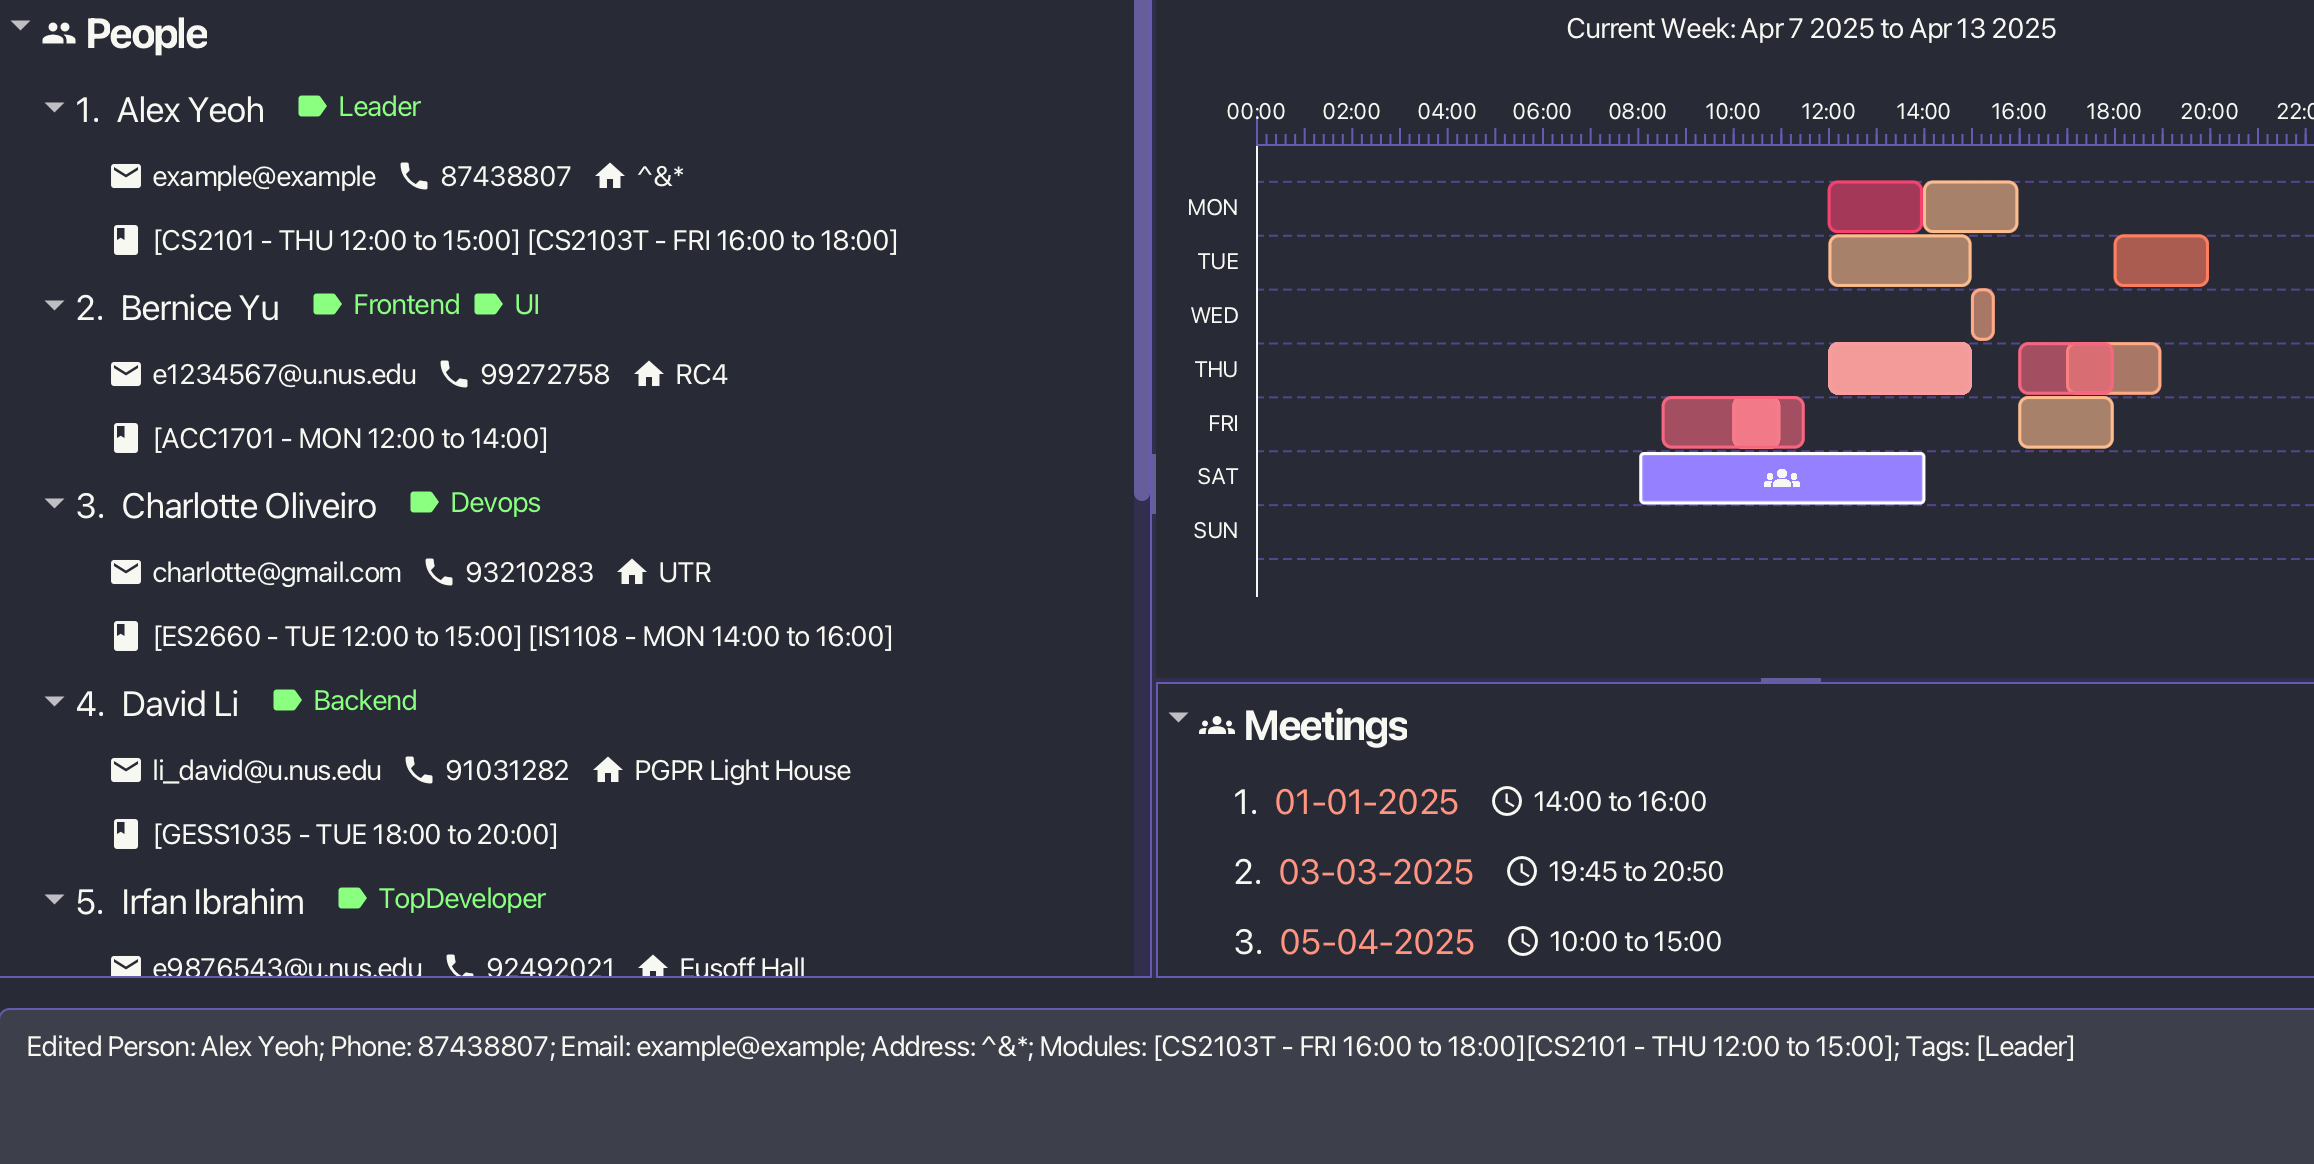 People
1. Alex Yeoh Leader
example@example 87438807 ^&*
[CS2101 - THU 12:00 to 15:00] [CS2103T - FRI 16:00 to 18:00]
2. Bernice Yu Frontend UI
e1234567@u.nus.edu 99272758 RC4
[ACC1701 - MON 12:00 to 14:00]
3. Charlotte Oliveiro Devops
charlotte@gmail.com 93210283 UTR
[ES2660 - TUE 12:00 to 15:00] [IS1108 - MON 14:00 to 16:00]
4. David Li Backend
li_david@u.nus.edu 91031282 PGPR Light House
[GESS1035 - TUE 18:00 to 20:00]
5. Irfan Ibrahim TopDeveloper
e9876543@u.nus.edu 92492021 Eusoff Hall
Current Week: Apr 7 2025 to Apr 13 2025
00:00 02:00 04:00 06:00 08:00 10:00 12:00 14:00 16:00 18:00 20:00
MON
TUE
WED
THU
FRI
SAT
SUN
Meetings
1. 01-01-2025 14:00 to 16:00
2. 03-03-2025 19:45 to 20:50
3. 05-04-2025 10:00 to 15:00
Edited Person: Alex Yeoh; Phone: 87438807; Email: example@example; Address: ^&*; Modules: [CS2103T - FRI 16:00 to 18:00][CS2101 - THU 12:00 to 15:00]; Tags: [Leader]